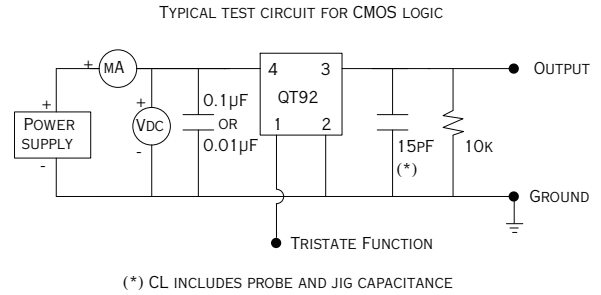 TYPICAL TEST CIRCUIT FOR CMOS LOGIC
+ MA
4 3
OUTPUT
+
+
0.1µF
QT92
POWER
SUPPLY
VDC
OR
1 2
15PF
10K
-
-
0.01µF
(*)
GROUND
TRISTATE FUNCTION
(*) CL INCLUDES PROBE AND JIG CAPACITANCE